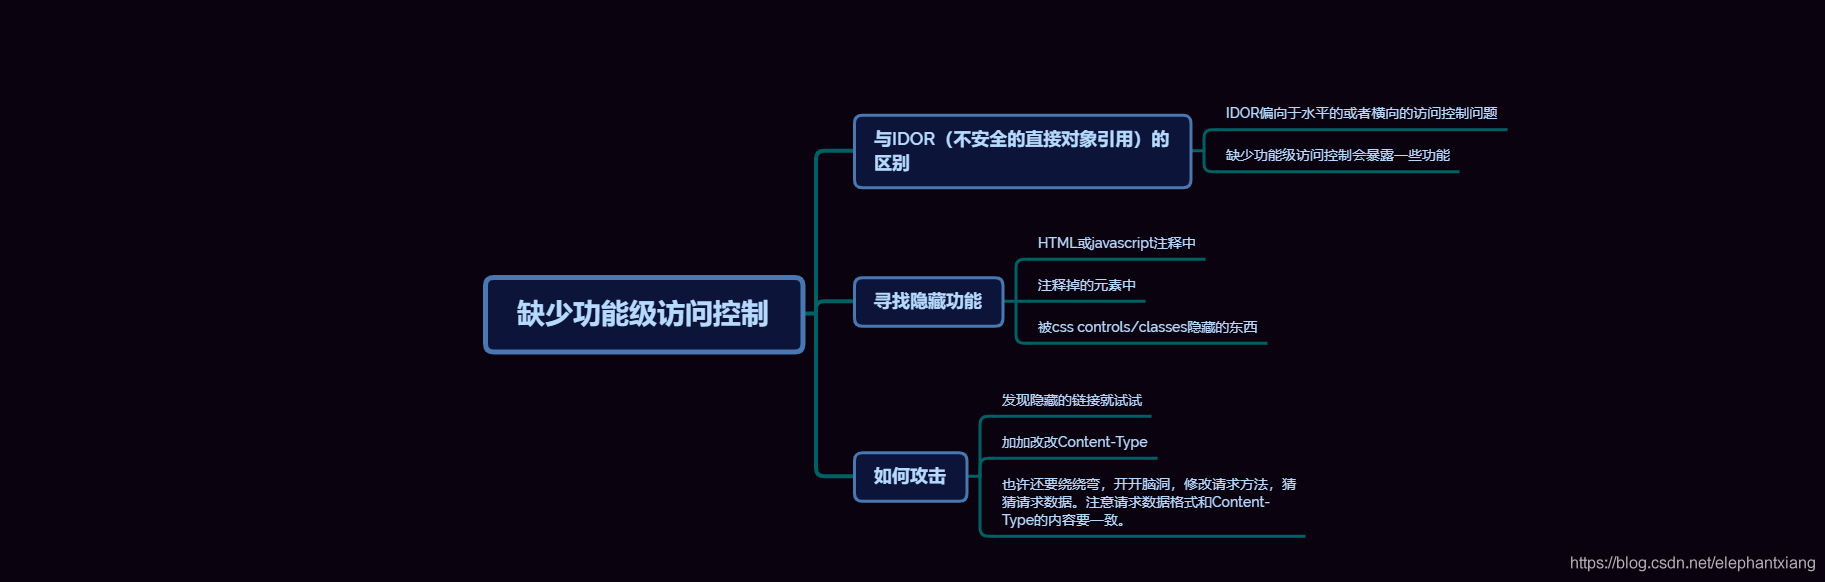 缺少功能级访问控制
与IDOR（不安全的直接对象引用）的
区别
IDOR偏向于水平的或者横向的访问控制问题
缺少功能级访问控制会暴露一些功能
寻找隐藏功能
HTML或javascript注释中
注释掉的元素中
被css controls/classes隐藏的东西
如何攻击
发现隐藏的链接就试试
加加改改Content-Type
也许还要绕绕弯，开开脑洞，修改请求方法，猜
猜请求数据。注意请求数据格式和Content-
Type的内容要一致。
https://blog.csdn.net/elephantxiang